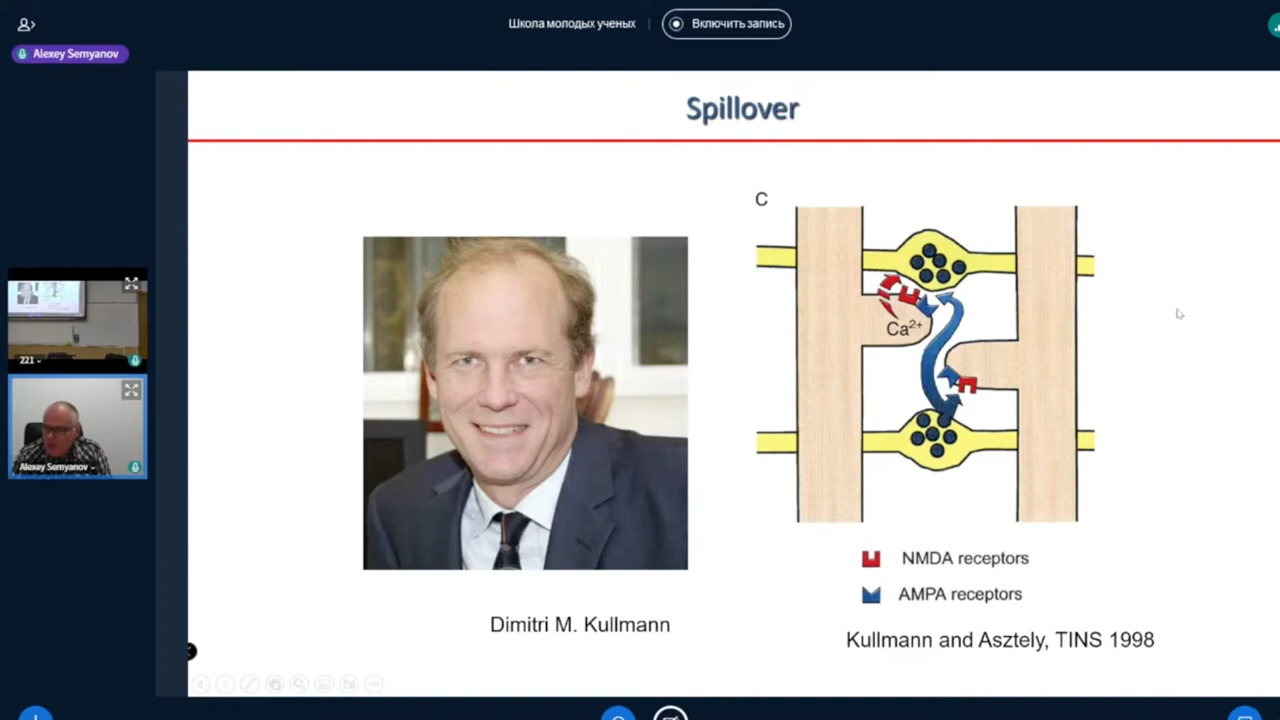 Школа молодых ученых
Включить запись
Alexey Semyanov
Spillover
C
Ca²⁺
221
Alexey Semyanov
NMDA receptors
AMPA receptors
Dimitri M. Kullmann
Kullmann and Asztely, TINS 1998